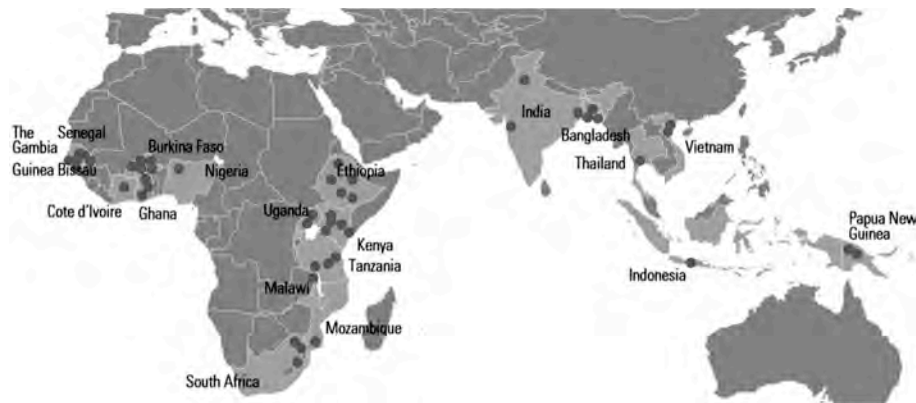 The
Gambia
Senegal
Guinea Bissau
Burkina Faso
Nigeria
Cote d'Ivoire
Ghana
Ethiopia
Uganda
Kenya
Tanzania
Malawi
Mozambique
South Africa
India
Bangladesh
Vietnam
Thailand
Indonesia
Papua New
Guinea